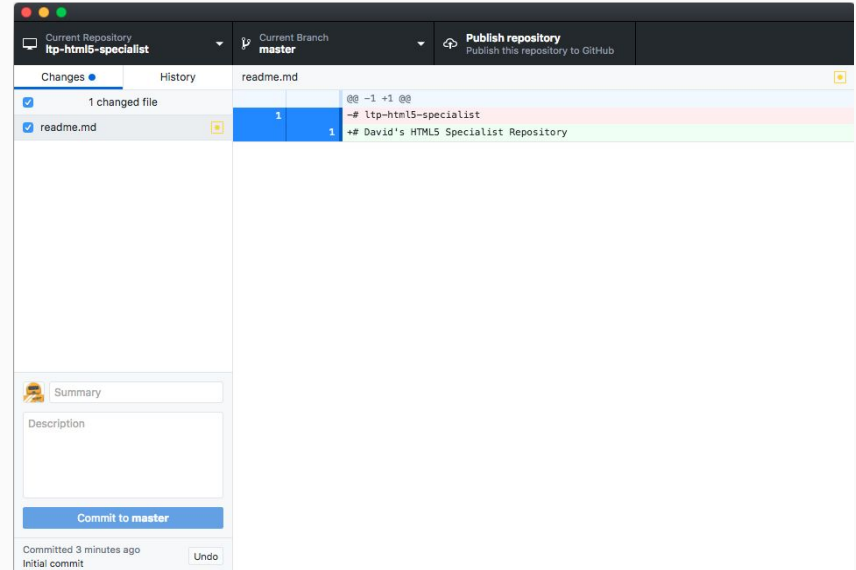 Current Repository
ltp-html5-specialist
Current Branch
master
Publish repository
Publish this repository to GitHub
Changes
History
readme.md
1 changed file
readme.md
@@ -1 +1 @@
1 -# ltp-html5-specialist
1 +# David's HTML5 Specialist Repository
Summary
Description
Commit to master
Committed 3 minutes ago
Initial commit
Undo